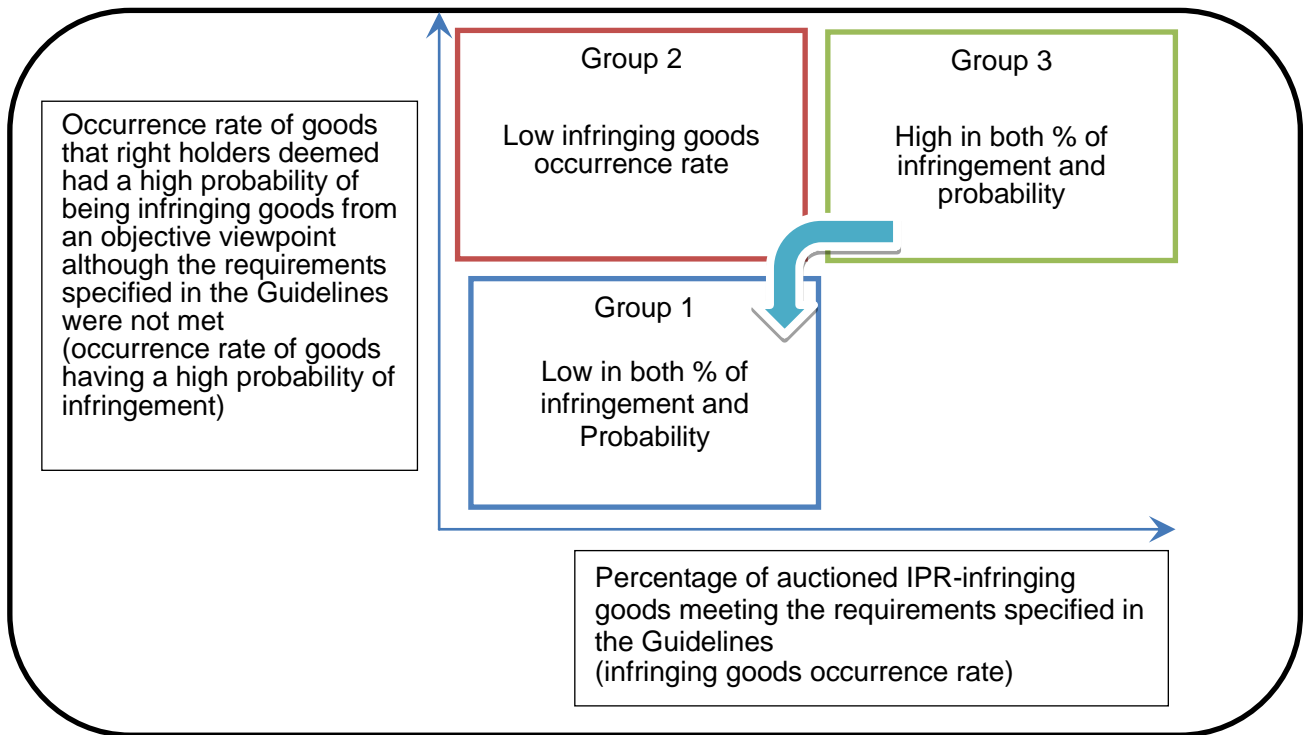 Occurrence rate of goods
that right holders deemed
had a high probability of
being infringing goods from
an objective viewpoint
although the requirements
specified in the Guidelines
were not met
(occurrence rate of goods
having a high probability of
infringement)
Group 2
Low infringing goods
occurrence rate
Group 3
High in both % of
infringement and
probability
Group 1
Low in both % of
infringement and
Probability
Percentage of auctioned IPR-infringing
goods meeting the requirements specified in
the Guidelines
(infringing goods occurrence rate)